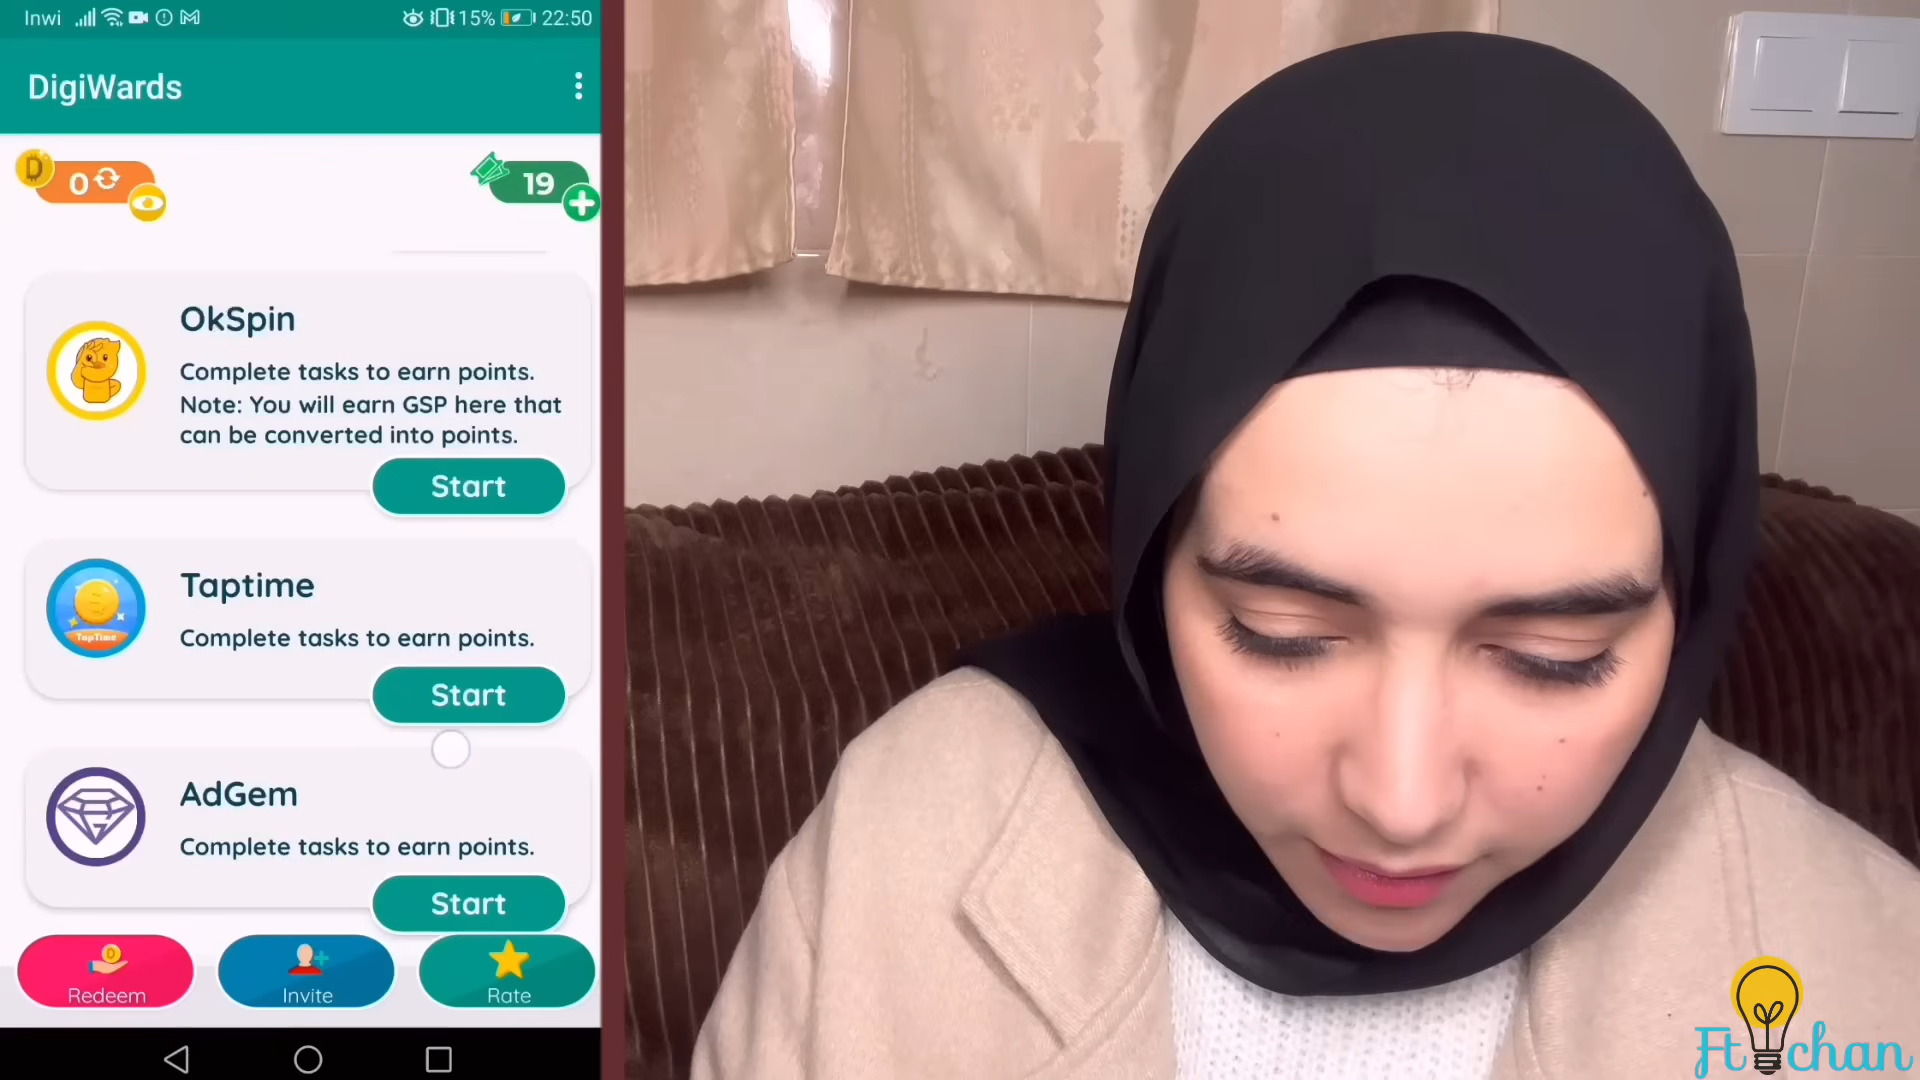 Inwi 15% 22:50
DigiWards
0
19
OkSpin
Complete tasks to earn points.
Note: You will earn GSP here that
can be converted into points.
Start
Taptime
TapTime
Complete tasks to earn points.
Start
AdGem
Complete tasks to earn points.
Start
Redeem
Invite
Rate
Ft chan